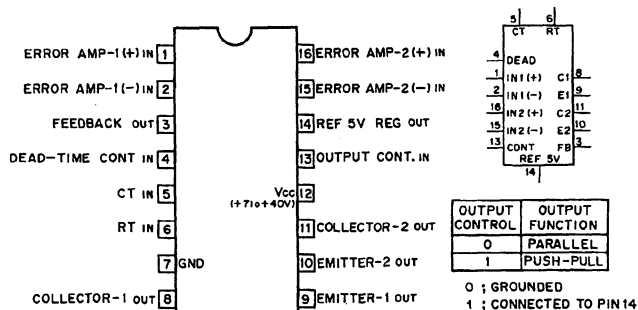 ERROR AMP-1(+) IN 1
ERROR AMP-1(-) IN 2
FEEDBACK OUT 3
DEAD-TIME CONT IN 4
CT IN 5
RT IN 6
7 GND
COLLECTOR-1 OUT 8
16 ERROR AMP-2(+) IN
15 ERROR AMP-2(-) IN
14 REF 5V REG OUT
13 OUTPUT CONT. IN
Vcc 12
(+7 to +40V)
11 COLLECTOR-2 OUT
10 EMITTER-2 OUT
9 EMITTER-1 OUT
5 6
CT RT
4 DEAD
1 IN1(+) C1 8
2 IN1(-) E1 9
16 IN2(+) C2 11
15 IN2(-) E2 10
13 CONT FB 3
REF 5V
14
OUTPUT CONTROL OUTPUT FUNCTION
0 PARALLEL
1 PUSH-PULL
0 ; GROUNDED
1 ; CONNECTED TO PIN 14